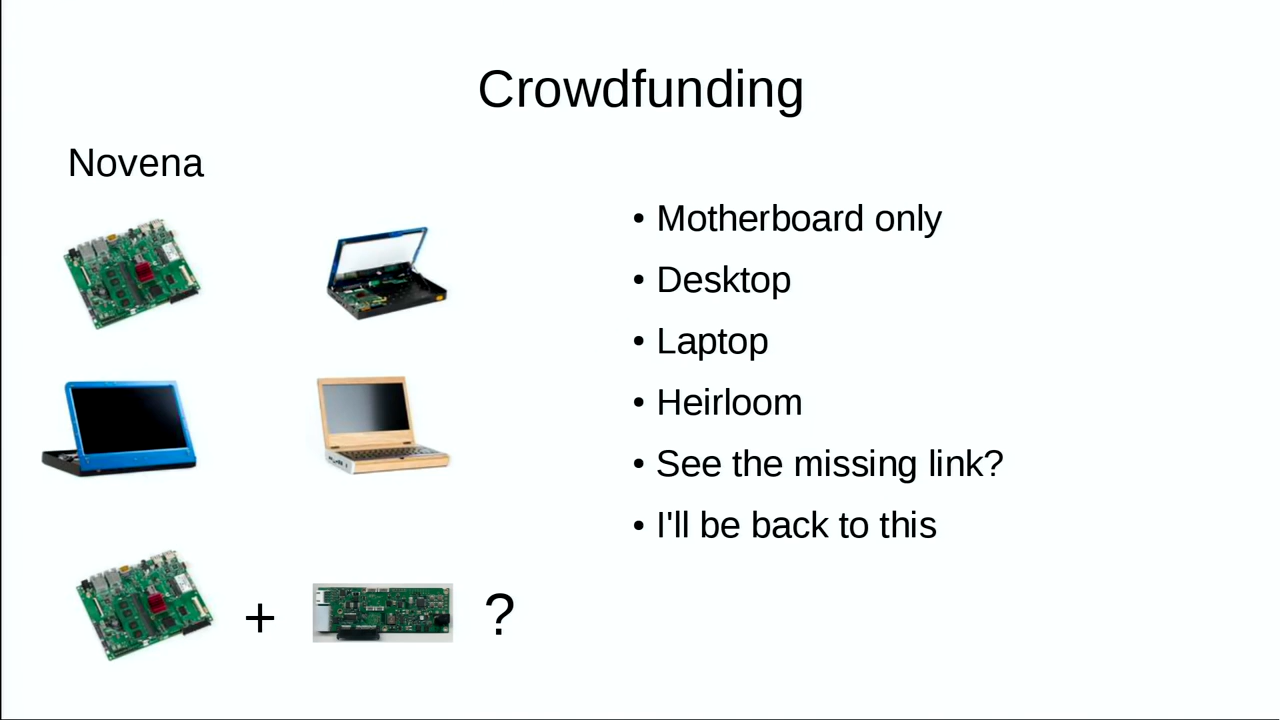 Crowdfunding
Novena
• Motherboard only
• Desktop
• Laptop
• Heirloom
• See the missing link?
• I'll be back to this
+ ?